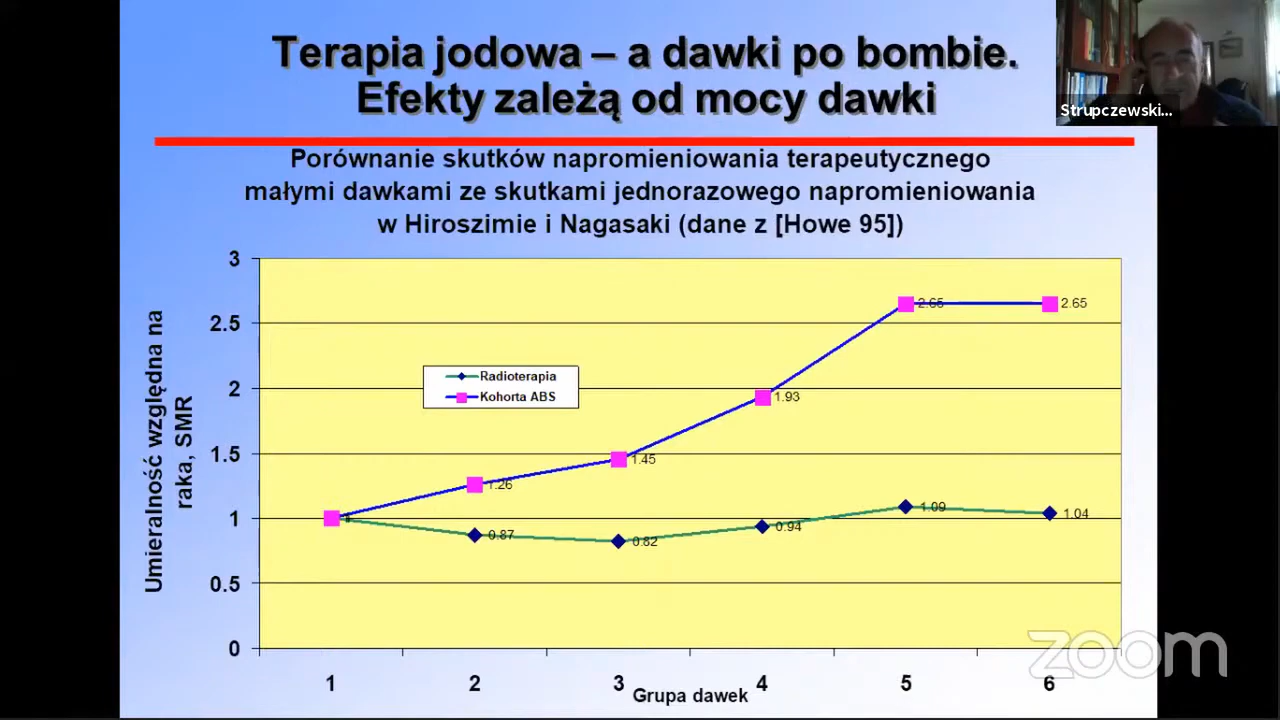 Terapia jodowa – a dawki po bombie.
Efekty zależą od mocy dawki
Strupczewski...
Porównanie skutków napromieniowania terapeutycznego
małymi dawkami ze skutkami jednorazowego napromieniowania
w Hiroszimie i Nagasaki (dane z [Howe 95])
Umieralność względna na
raka, SMR
3
2.5
2
1.5
1
0.5
0
Radioterapia
Kohorta ABS
1.26
1.45
1.93
2.65
2.65
0.87
0.82
0.94
1.09
1.04
1
2
3
4
5
6
Grupa dawek
zoom